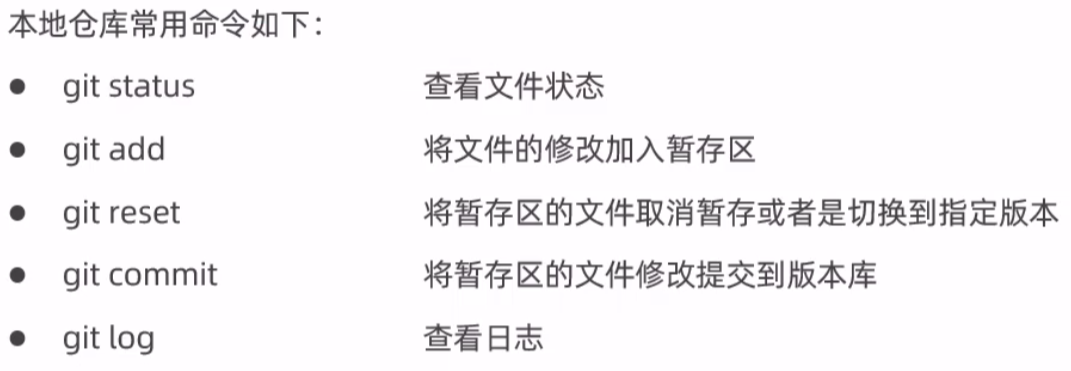 本地仓库常用命令如下：
● git status 查看文件状态
● git add 将文件的修改加入暂存区
● git reset 将暂存区的文件取消暂存或者是切换到指定版本
● git commit 将暂存区的文件修改提交到版本库
● git log 查看日志